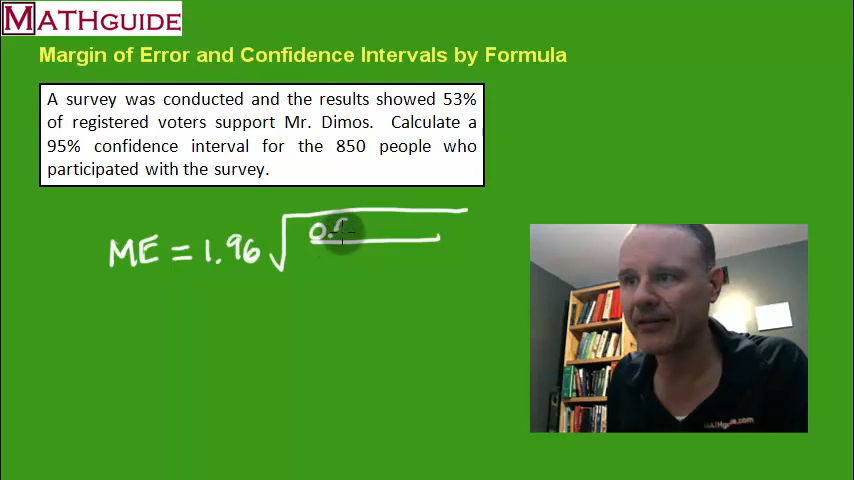 MATHGUIDE
Margin of Error and Confidence Intervals by Formula
A survey was conducted and the results showed 53%
of registered voters support Mr. Dimos. Calculate a
95% confidence interval for the 850 people who
participated with the survey.
ME = 1.96 √
MATHguide.com